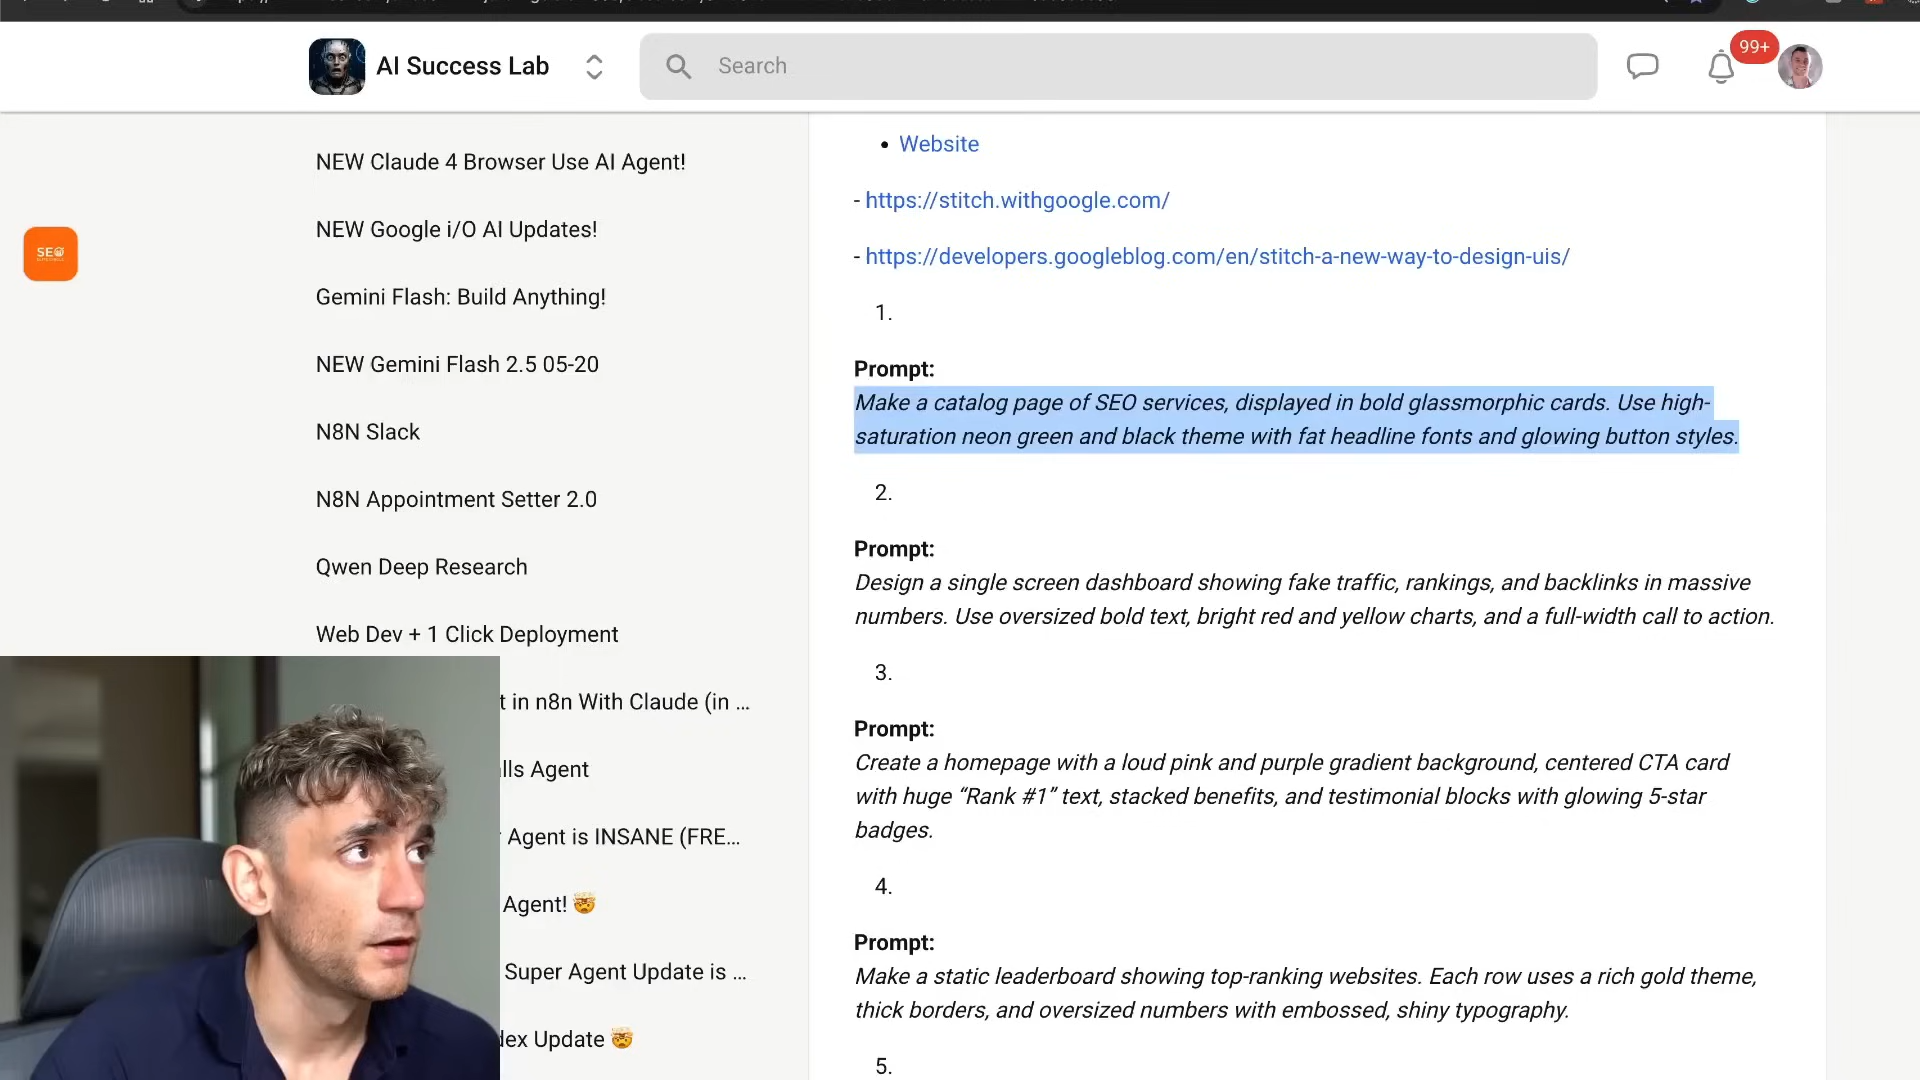 AI Success Lab
Search
99+
NEW Claude 4 Browser Use AI Agent!
NEW Google i/O AI Updates!
Gemini Flash: Build Anything!
NEW Gemini Flash 2.5 05-20
N8N Slack
N8N Appointment Setter 2.0
Qwen Deep Research
Web Dev + 1 Click Deployment
t in n8n With Claude (in ...
lls Agent
Agent is INSANE (FRE...
Agent! 🤯
Super Agent Update is ...
dex Update 🤯
SEO
• Website
- https://stitch.withgoogle.com/
- https://developers.googleblog.com/en/stitch-a-new-way-to-design-uis/
1.
Prompt:
Make a catalog page of SEO services, displayed in bold glassmorphic cards. Use high-
saturation neon green and black theme with fat headline fonts and glowing button styles.
2.
Prompt:
Design a single screen dashboard showing fake traffic, rankings, and backlinks in massive
numbers. Use oversized bold text, bright red and yellow charts, and a full-width call to action.
3.
Prompt:
Create a homepage with a loud pink and purple gradient background, centered CTA card
with huge “Rank #1” text, stacked benefits, and testimonial blocks with glowing 5-star
badges.
4.
Prompt:
Make a static leaderboard showing top-ranking websites. Each row uses a rich gold theme,
thick borders, and oversized numbers with embossed, shiny typography.
5.